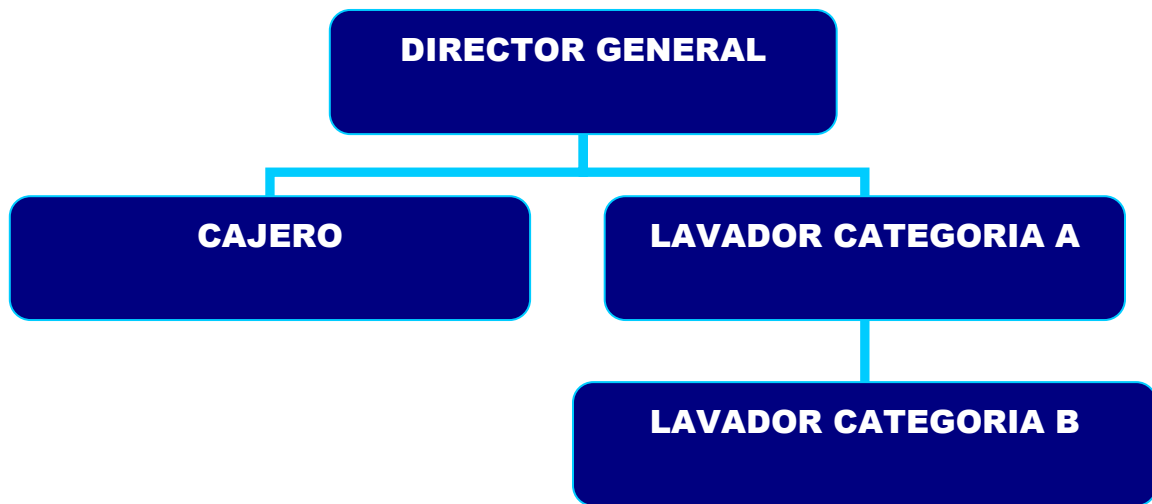 DIRECTOR GENERAL
CAJERO
LAVADOR CATEGORIA A
LAVADOR CATEGORIA B